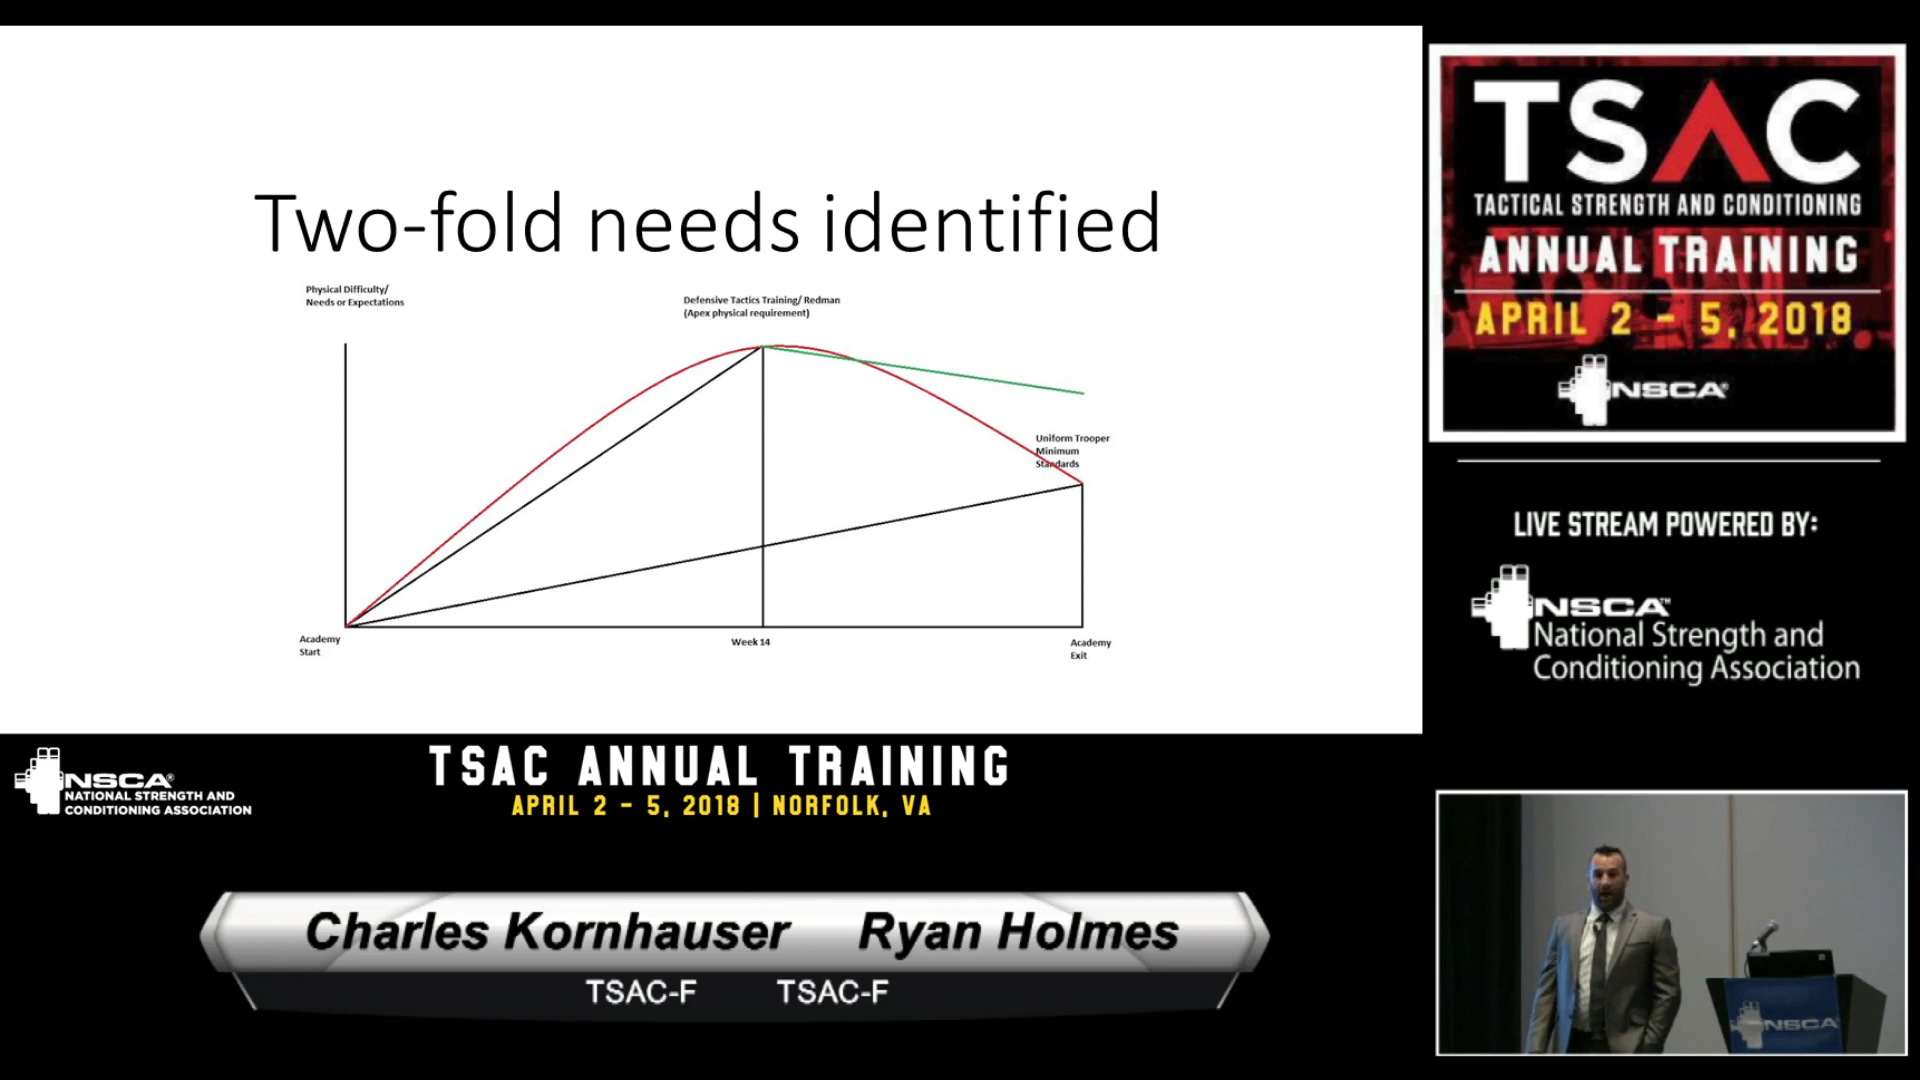 Two-fold needs identified
Physical Difficulty/
Needs or Expectations
Defensive Tactics Training/ Redman
(Apex physical requirement)
Uniform Trooper
Minimum
Standards
Academy
Start
Week 14
Academy
Exit
TSAC
TACTICAL STRENGTH AND CONDITIONING
ANNUAL TRAINING
APRIL 2 - 5, 2018
NSCA®
LIVE STREAM POWERED BY:
NSCA™
National Strength and
Conditioning Association
NSCA®
NATIONAL STRENGTH AND
CONDITIONING ASSOCIATION
TSAC ANNUAL TRAINING
APRIL 2 - 5, 2018 | NORFOLK, VA
Charles Kornhauser Ryan Holmes
TSAC-F TSAC-F
NSCA